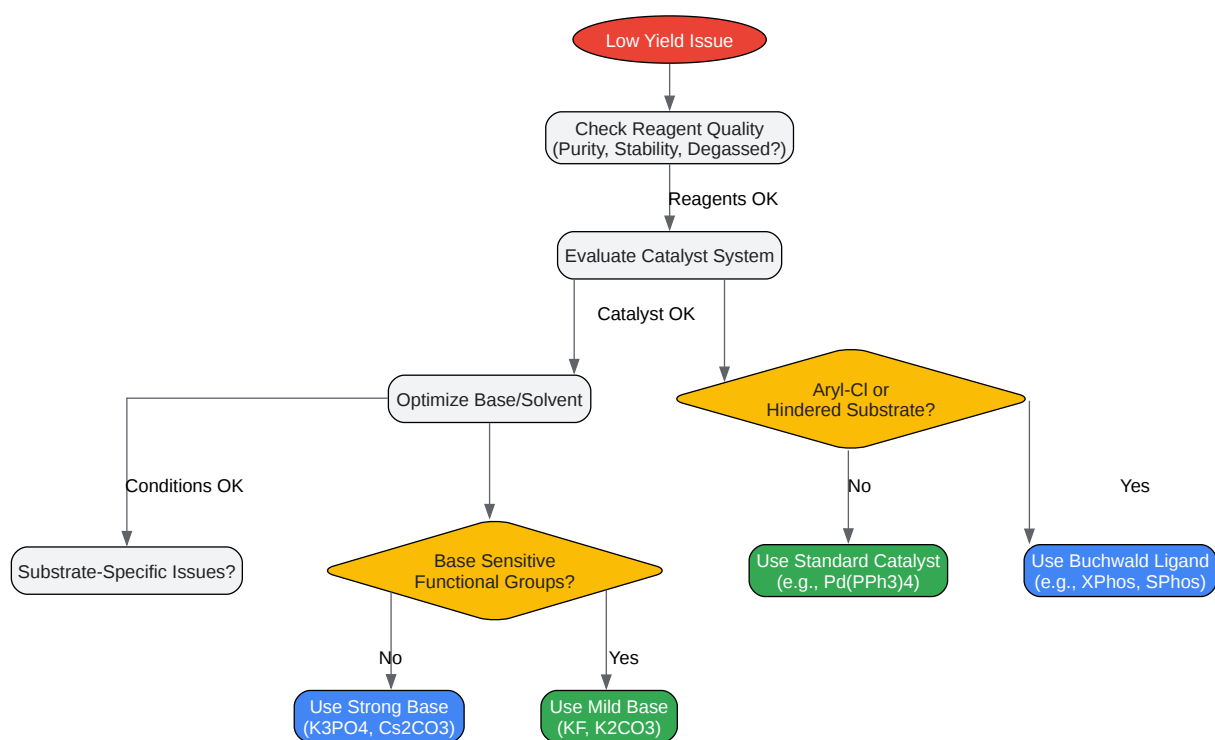 Low Yield Issue
Check Reagent Quality
(Purity, Stability, Degassed?)
Reagents OK
Evaluate Catalyst System
Catalyst OK
Optimize Base/Solvent
Aryl-Cl or
Hindered Substrate?
Conditions OK
No
Yes
Substrate-Specific Issues?
Base Sensitive
Functional Groups?
Use Standard Catalyst
(e.g., Pd(PPh3)4)
Use Buchwald Ligand
(e.g., XPhos, SPhos)
No
Yes
Use Strong Base
(K3PO4, Cs2CO3)
Use Mild Base
(KF, K2CO3)